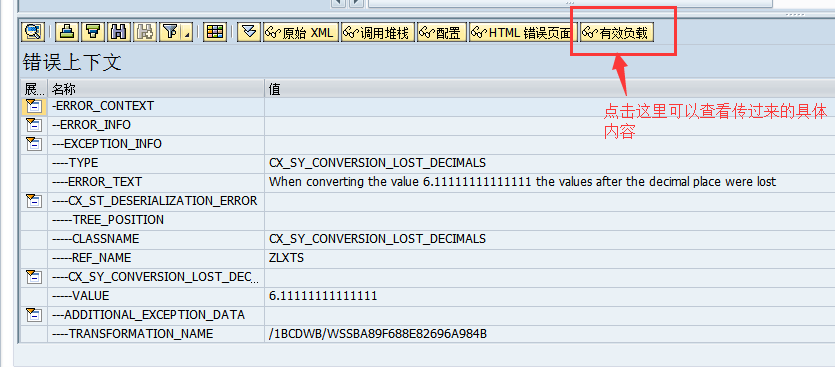 原始 XML 调用堆栈 配置 HTML 错误页面 有效负载
错误上下文
展... 名称 值
-ERROR_CONTEXT
--ERROR_INFO
---EXCEPTION_INFO
----TYPE CX_SY_CONVERSION_LOST_DECIMALS
----ERROR_TEXT When converting the value 6.11111111111111 the values after the decimal place were lost
----CX_ST_DESERIALIZATION_ERROR
-----TREE_POSITION
-----CLASSNAME CX_SY_CONVERSION_LOST_DECIMALS
-----REF_NAME ZLXTS
----CX_SY_CONVERSION_LOST_DEC...
-----VALUE 6.11111111111111
---ADDITIONAL_EXCEPTION_DATA
----TRANSFORMATION_NAME /1BCDWB/WSSBA89F688E82696A984B
点击这里可以查看传过来的具体
内容